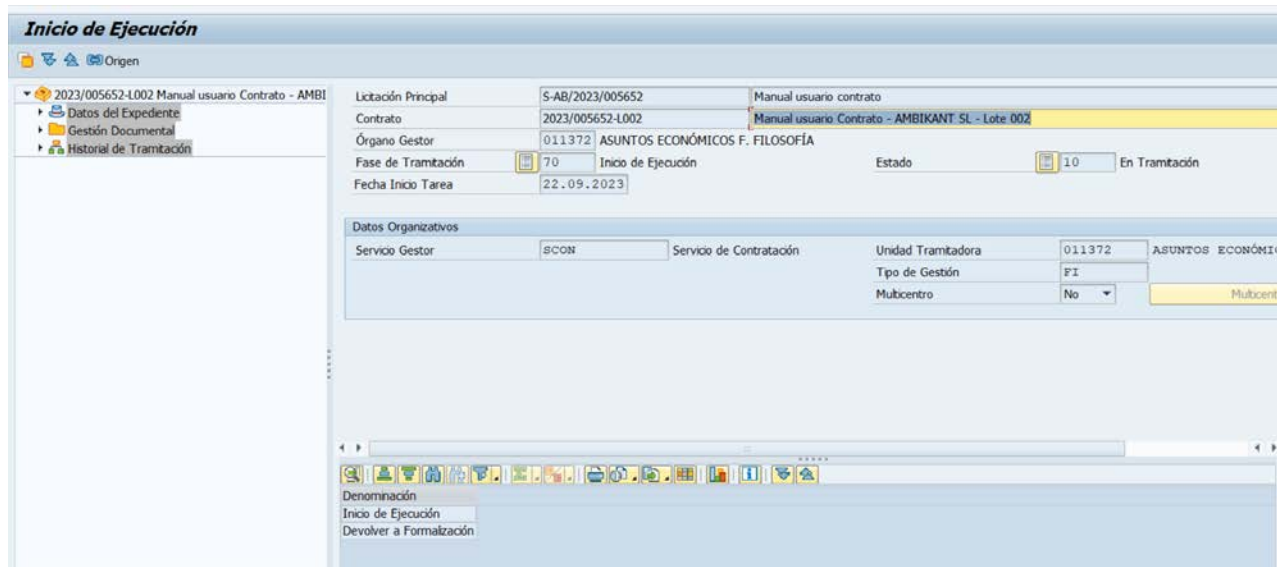 Inicio de Ejecución
Origen
2023/005652-L002 Manual usuario Contrato - AMBI
Datos del Expediente
Gestión Documental
Historial de Tramitación
Licitación Principal S-AB/2023/005652 Manual usuario contrato
Contrato 2023/005652-L002 Manual usuario Contrato - AMBIKANT SL - Lote 002
Órgano Gestor 011372 ASUNTOS ECONÓMICOS F. FILOSOFÍA
Fase de Tramitación 70 Inicio de Ejecución Estado 10 En Tramitación
Fecha Inicio Tarea 22.09.2023
Datos Organizativos
Servicio Gestor SCON Servicio de Contratación Unidad Tramitadora 011372 ASUNTOS ECONÓMIC
Tipo de Gestión FI
Multicentro No Multicent
Denominación
Inicio de Ejecución
Devolver a Formalización